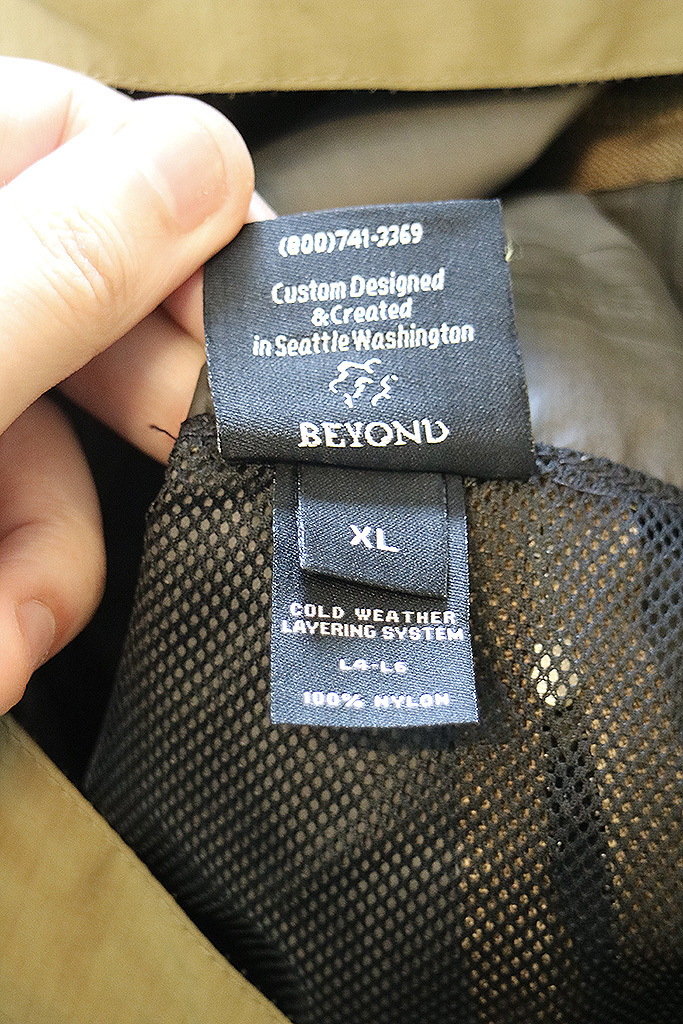 (800)741-3369
Custom Designed
&Created
in Seattle Washington
BEYOND
XL
COLD WEATHER
LAYERING SYSTEM
L4-L6
100% NYLON